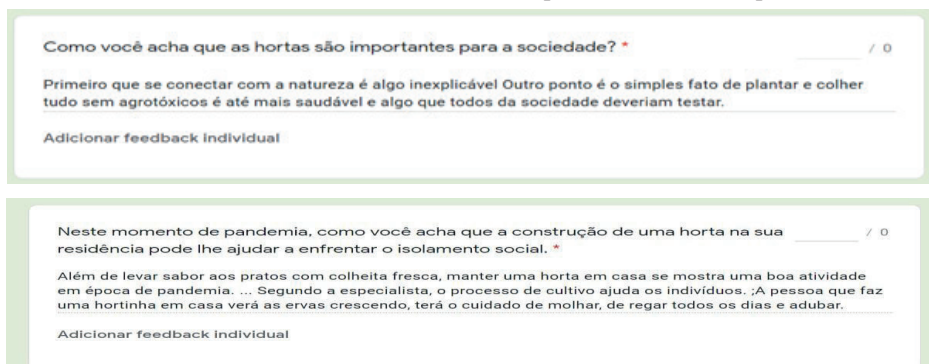 Como você acha que as hortas são importantes para a sociedade? * / 0
Primeiro que se conectar com a natureza é algo inexplicável Outro ponto é o simples fato de plantar e colher
tudo sem agrotóxicos é até mais saudável e algo que todos da sociedade deveriam testar.
Adicionar feedback individual
Neste momento de pandemia, como você acha que a construção de uma horta na sua / 0
residência pode lhe ajudar a enfrentar o isolamento social. *
Além de levar sabor aos pratos com colheita fresca, manter uma horta em casa se mostra uma boa atividade
em época de pandemia. ... Segundo a especialista, o processo de cultivo ajuda os indivíduos. ;A pessoa que faz
uma hortinha em casa verá as ervas crescendo, terá o cuidado de molhar, de regar todos os dias e adubar.
Adicionar feedback individual